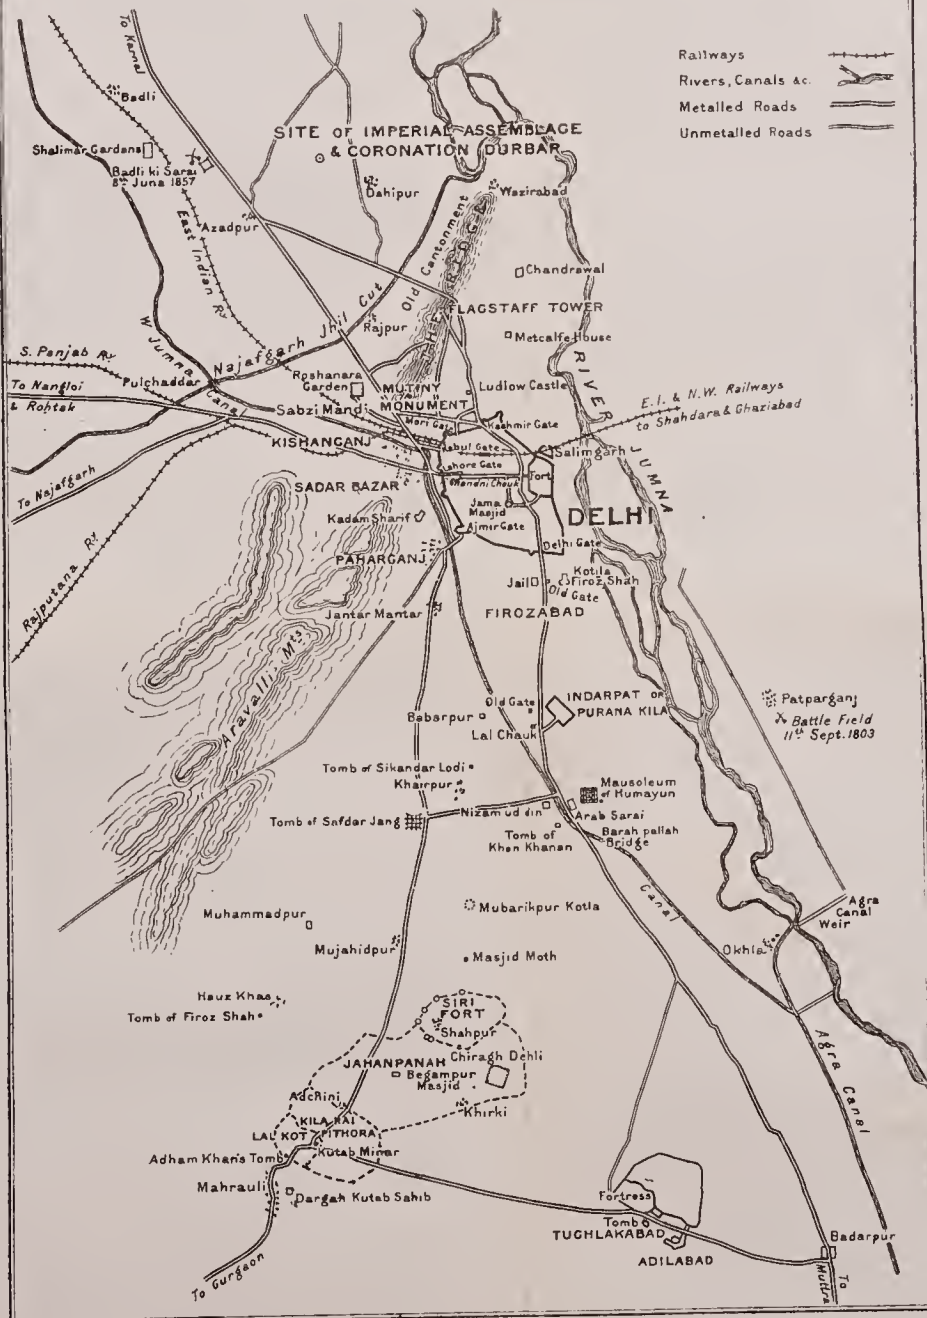 Railways
Rivers, Canals &c.
Metalled Roads
Unmetalled Roads
To Karnal
Badli
SITE OF IMPERIAL ASSEMBLAGE
& CORONATION DURBAR
Shalimar Gardens
Badli ki Sarai
8th June 1857
Dahipur
Wazirabad
Azadpur
East Indian Ry
Old Cantonment
THE RIDGE
Chandrawal
FLAGSTAFF TOWER
Rajpur
Metcalfe House
Najafgarh Jhil Cut
W. Jumna Canal
S. Panjab Ry
Pulchaddar
To Nangloi
& Rohtak
Roshanara
Garden
MUTINY
MONUMENT
Ludlow Castle
RIVER JUMNA
E.I. & N.W. Railways
to Shahdara & Ghaziabad
Sabzi Mandi
Mori Gate
Kashmir Gate
KISHANGANJ
Kabul Gate
Salimgarh
Lahore Gate
Fort
Chandni Chauk
To Najafgarh
SADAR BAZAR
Jama
Masjid
DELHI
Kadam Sharif
Ajmir Gate
Delhi Gate
PAHARGANJ
Rajputana Ry
Jail
Kotila
Firoz Shah
Old Gate
Jantar Mantar
FIROZABAD
Aravalli Mts.
Old Gate
INDARPAT OR
PURANA KILA
Babarpur
Lal Chauk
Patparganj
Battle Field
11th Sept. 1803
Tomb of Sikandar Lodi
Khairpur
Mausoleum
of Humayun
Nizam ud din
Arab Sarai
Tomb of Safdar Jang
Tomb of
Khan Khanan
Barah pallah
Bridge
Canal
Muhammadpur
Mubarikpur Kotla
Agra
Canal
Weir
Mujahidpur
Masjid Moth
Okhla
Hauz Khas
Tomb of Firoz Shah
SIRI
FORT
Shahpur
JAHANPANAH
Chiragh Dehli
Begampur
Masjid
Agra Canal
Adchini
Khirki
KILA RAI
PITHORA
LAL KOT
Kutab Minar
Adham Khan's Tomb
Mahrauli
Dargah Kutab Sahib
Fortress
Tomb
TUGHLAKABAD
ADILABAD
Badarpur
To Gurgaon
To
Muttra